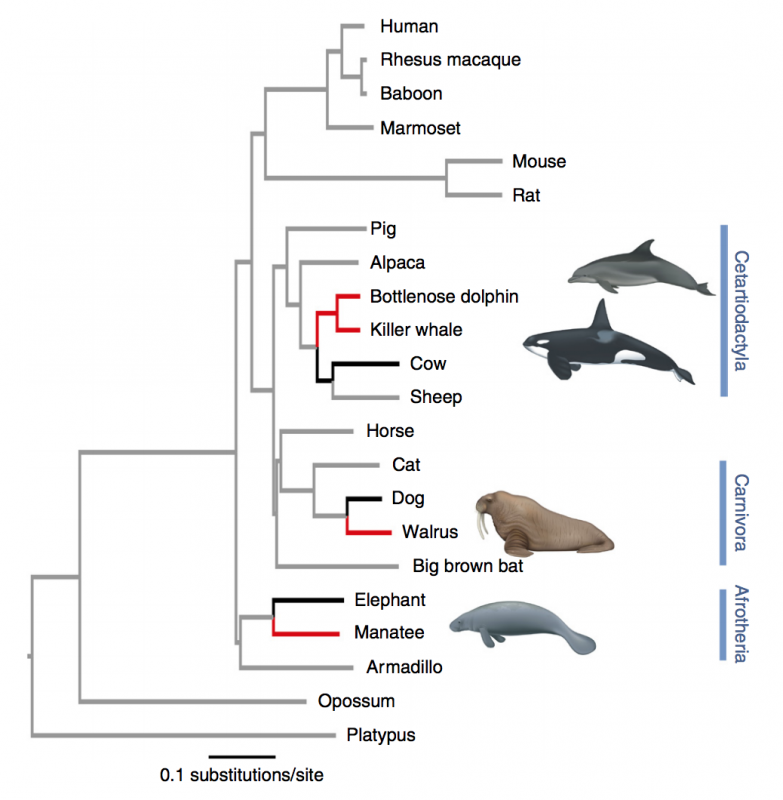 Human
Rhesus macaque
Baboon
Marmoset
Mouse
Rat
Pig
Alpaca
Bottlenose dolphin
Killer whale
Cow
Sheep
Cetartiodactyla
Horse
Cat
Dog
Walrus
Big brown bat
Carnivora
Elephant
Manatee
Armadillo
Afrotheria
Opossum
Platypus
0.1 substitutions/site